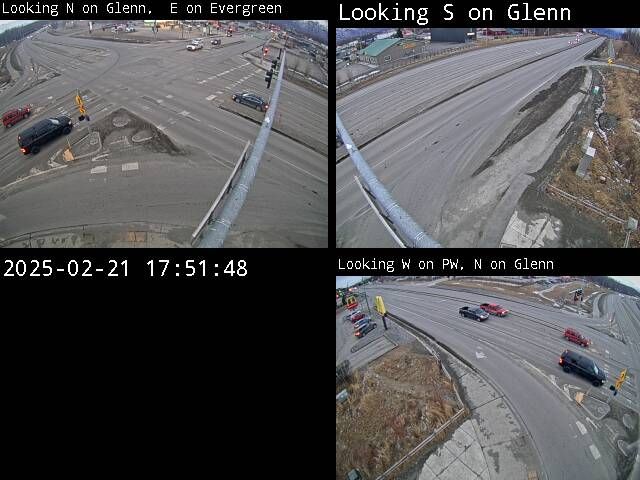 Looking N on Glenn,  E on Evergreen
Looking S on Glenn
2025-02-21 17:51:48
Looking W on PW, N on Glenn